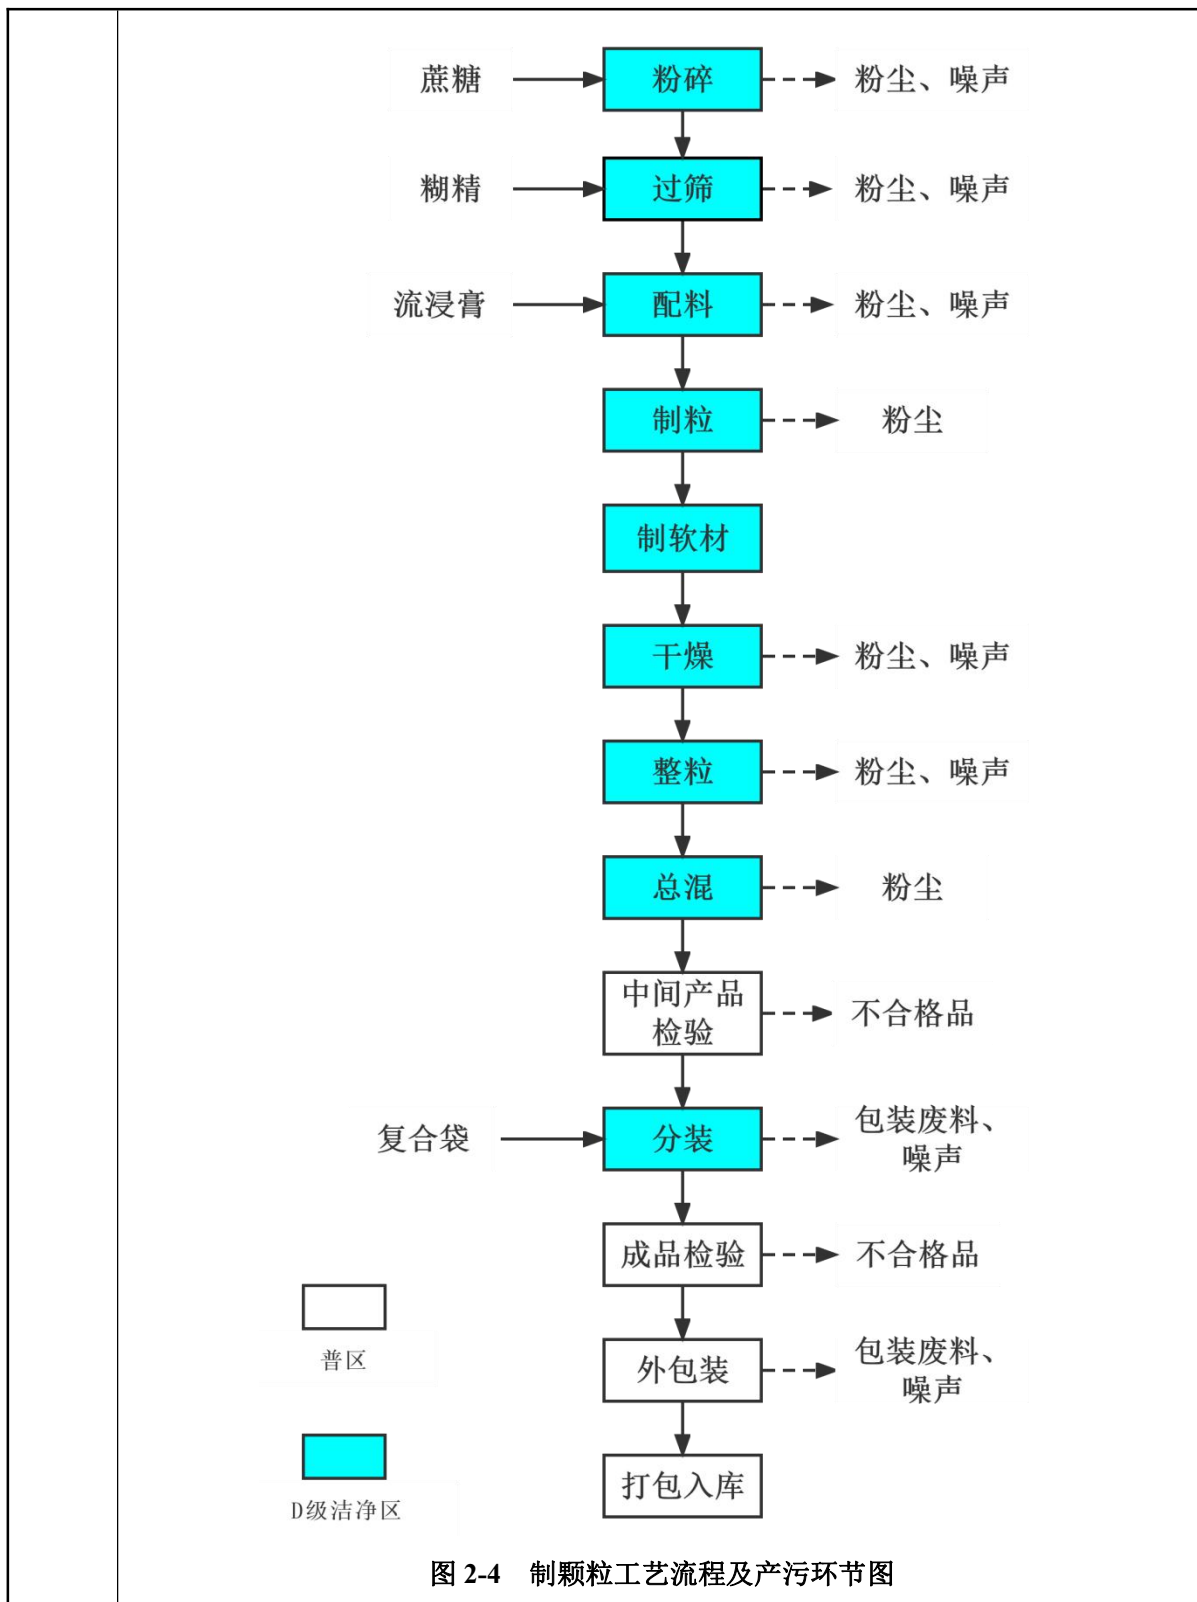 蔗糖 粉碎 粉尘、噪声
糊精 过筛 粉尘、噪声
流浸膏 配料 粉尘、噪声
制粒 粉尘
制软材
干燥 粉尘、噪声
整粒 粉尘、噪声
总混 粉尘
中间产品
检验
不合格品
复合袋 分装
包装废料、
噪声
成品检验 不合格品
外包装
包装废料、
噪声
打包入库
普区
D级洁净区
图 2-4 制颗粒工艺流程及产污环节图